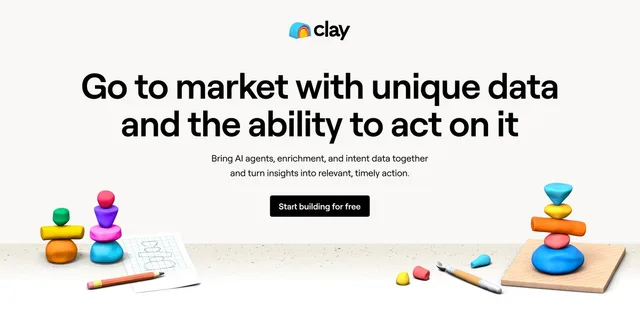 clay
Go to market with unique data
and the ability to act on it
Bring AI agents, enrichment, and intent data together
and turn insights into relevant, timely action.
Start building for free